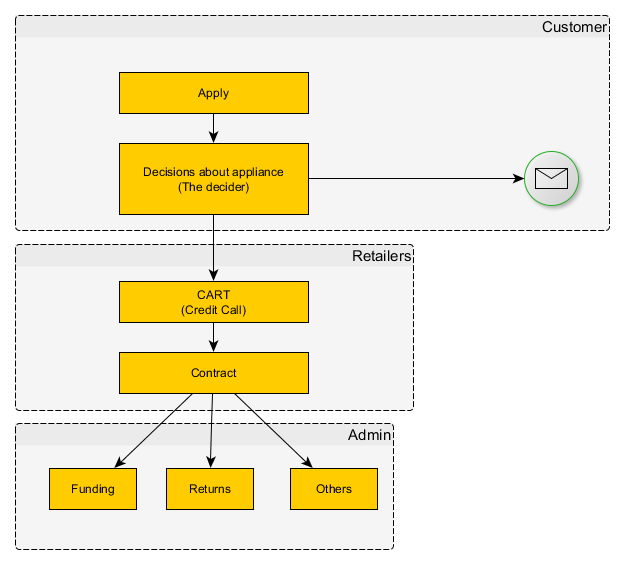 Customer
Apply
Decisions about appliance
(The decider)
Retailers
CART
(Credit Call)
Contract
Admin
Funding
Returns
Others